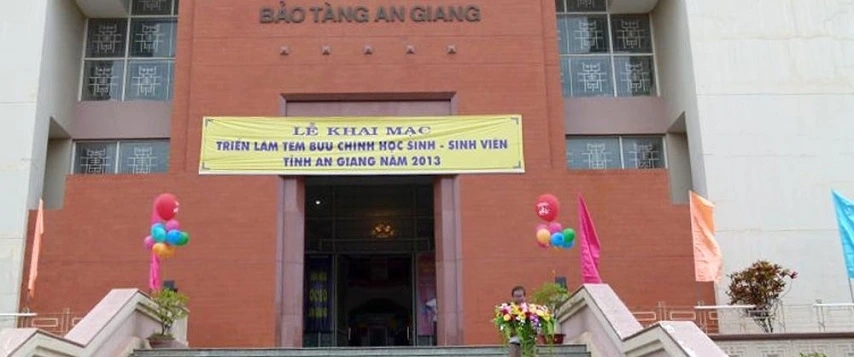 BẢO TÀNG AN GIANG
LỄ KHAI MẠC
TRIỂN LÃM TEM BƯU CHÍNH HỌC SINH - SINH VIÊN
TỈNH AN GIANG NĂM 2013